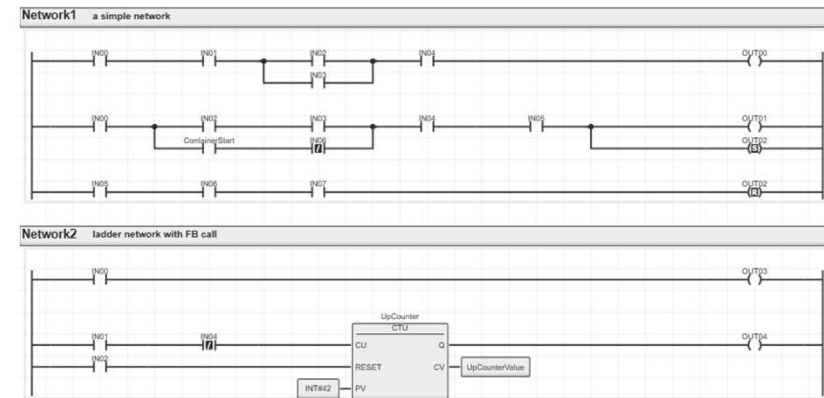 Network1 a simple network
IN00 IN01 IN02 IN04 OUT00
IN03
IN00 IN02 IN03 IN04 IN05 OUT01
ContainerStart IN06 OUT02
S
IN05 IN06 IN07 OUT02
Network2 ladder network with FB call
IN00 OUT03
UpCounter
CTU
IN01 IN04 CU Q OUT04
IN02 RESET CV UpCounterValue
INT#42 PV